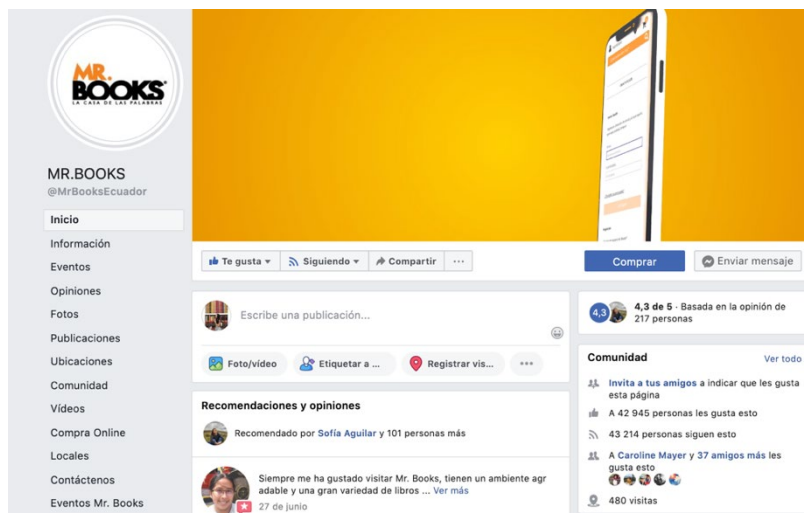 MR.
BOOKS
LA CASA DE LAS PALABRAS
MR.BOOKS
@MrBooksEcuador
Inicio
Información
Eventos
Opiniones
Fotos
Publicaciones
Ubicaciones
Comunidad
Vídeos
Compra Online
Locales
Contáctenos
Eventos Mr. Books
Te gusta
Siguiendo
Compartir
Comprar
Enviar mensaje
Escribe una publicación...
Foto/vídeo
Etiquetar a ...
Registrar vis...
Recomendaciones y opiniones
Recomendado por Sofía Aguilar y 101 personas más
Siempre me ha gustado visitar Mr. Books, tienen un ambiente agr
adable y una gran variedad de libros ... Ver más
27 de junio
4,3
4,3 de 5 · Basada en la opinión de
217 personas
Comunidad
Ver todo
Invita a tus amigos a indicar que les gusta
esta página
A 42 945 personas les gusta esto
43 214 personas siguen esto
A Caroline Mayer y 37 amigos más les
gusta esto
480 visitas